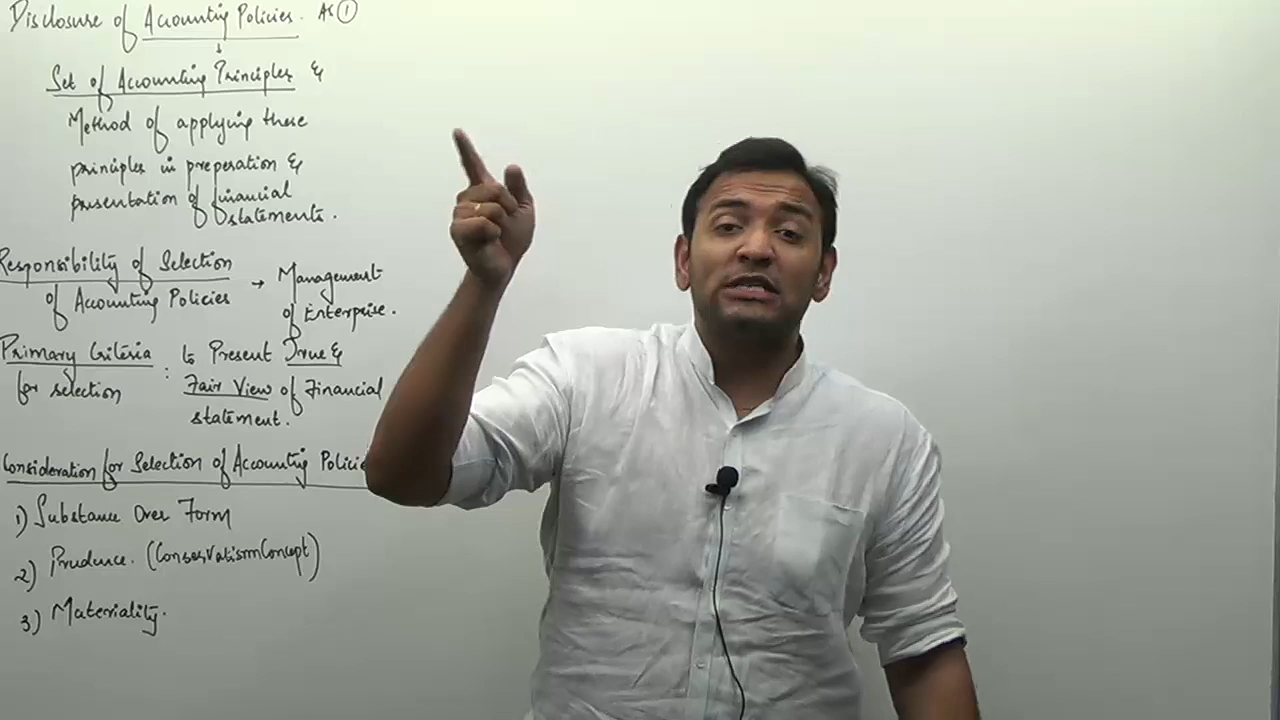 Disclosure of Accounting Policies. AS 1
Set of Accounting Principles &
Method of applying these
principles in preperation &
presentation of financial
statements.
Responsibility of Selection
of Accounting Policies → Management
of Enterprise.
Primary Criteria : to Present True &
for selection Fair View of Financial
statement.
Consideration for Selection of Accounting Policie
1) Substance Over Form
2) Prudence. (Conservatism Concept)
3) Materiality.